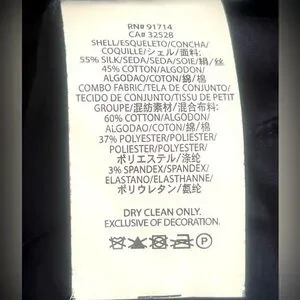 RN# 91714
CA# 32528
SHELL/ESQUELETO/CONCHA/
COQUILLE/COUCHE/シェル/面料:
55% SILK/SEDA/SEDA/SOIE/絹/丝
45% COTTON/ALGODON/
ALGODAO/COTON/綿/棉
COMBO FABRIC/TELA DE CONJUNTO/
TECIDO DE CONJUNTO/TISSU DE PETIT
GROUPE/混紡素材/混合布料:
60% COTTON/ALGODON/
ALGODAO/COTON/綿/棉
37% POLYESTER/POLIESTER/
POLIESTER/POLYESTER/
ポリエステル/涤纶
3% SPANDEX/SPANDEX/
ELASTANO/ELASTHANNE/
ポリウレタン/氨纶
DRY CLEAN ONLY.
EXCLUSIVE OF DECORATION.